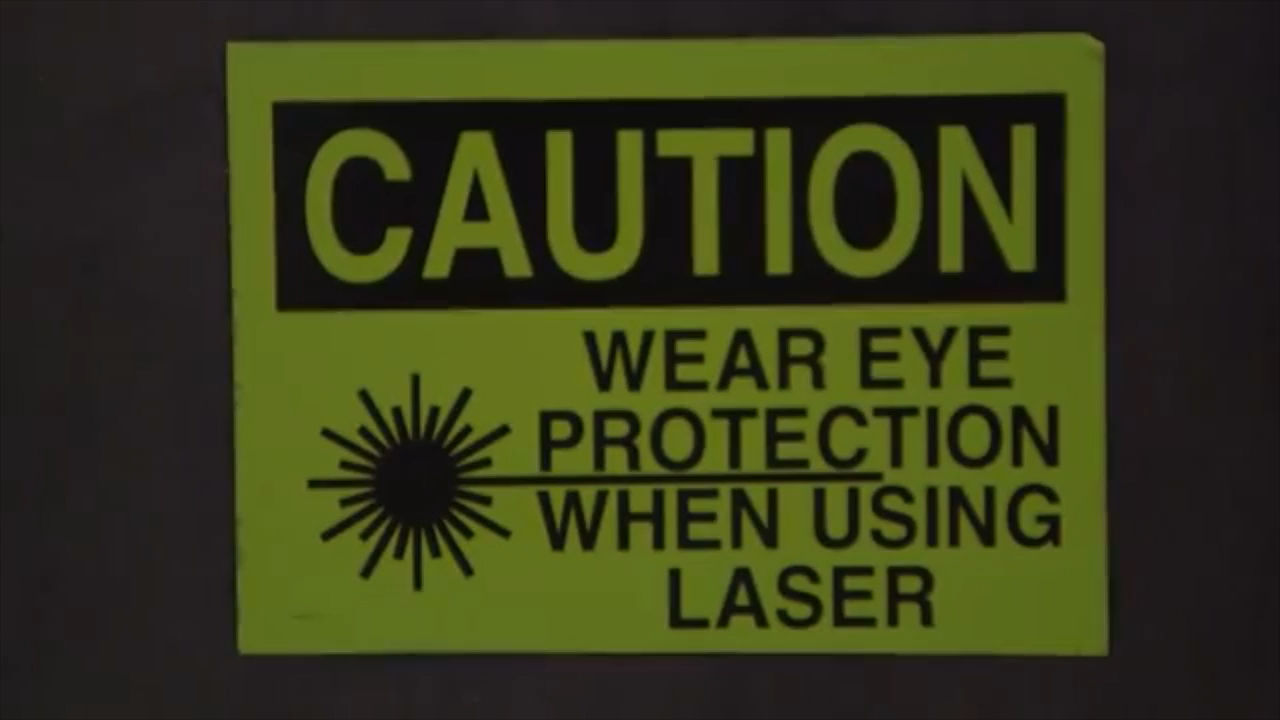 CAUTION
WEAR EYE
PROTECTION
WHEN USING
LASER